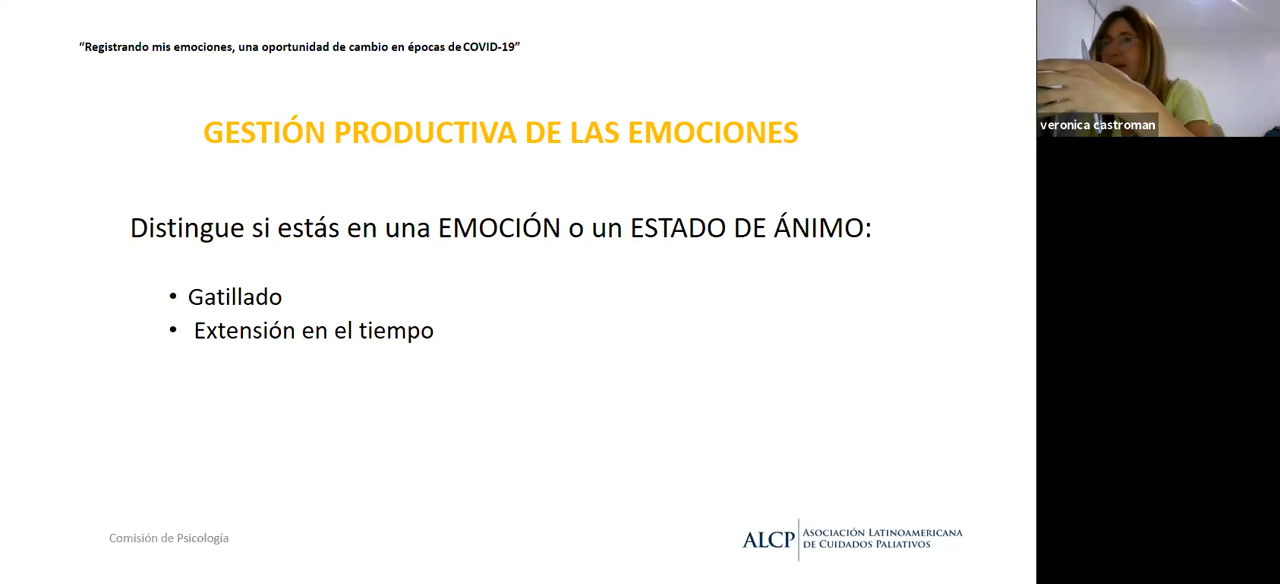 “Registrando mis emociones, una oportunidad de cambio en épocas de COVID-19”
GESTIÓN PRODUCTIVA DE LAS EMOCIONES
Distingue si estás en una EMOCIÓN o un ESTADO DE ÁNIMO:
• Gatillado
• Extensión en el tiempo
Comisión de Psicología
ALCP
ASOCIACIÓN LATINOAMERICANA
DE CUIDADOS PALIATIVOS
veronica castroman